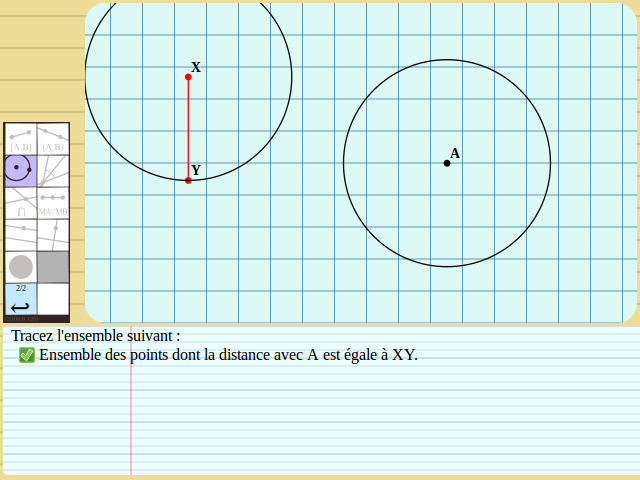 X
Y
A
[A,B] (A,B)
⋂ MA=MB
2/2
Tracez l'ensemble suivant :
✅ Ensemble des points dont la distance avec A est égale à XY.